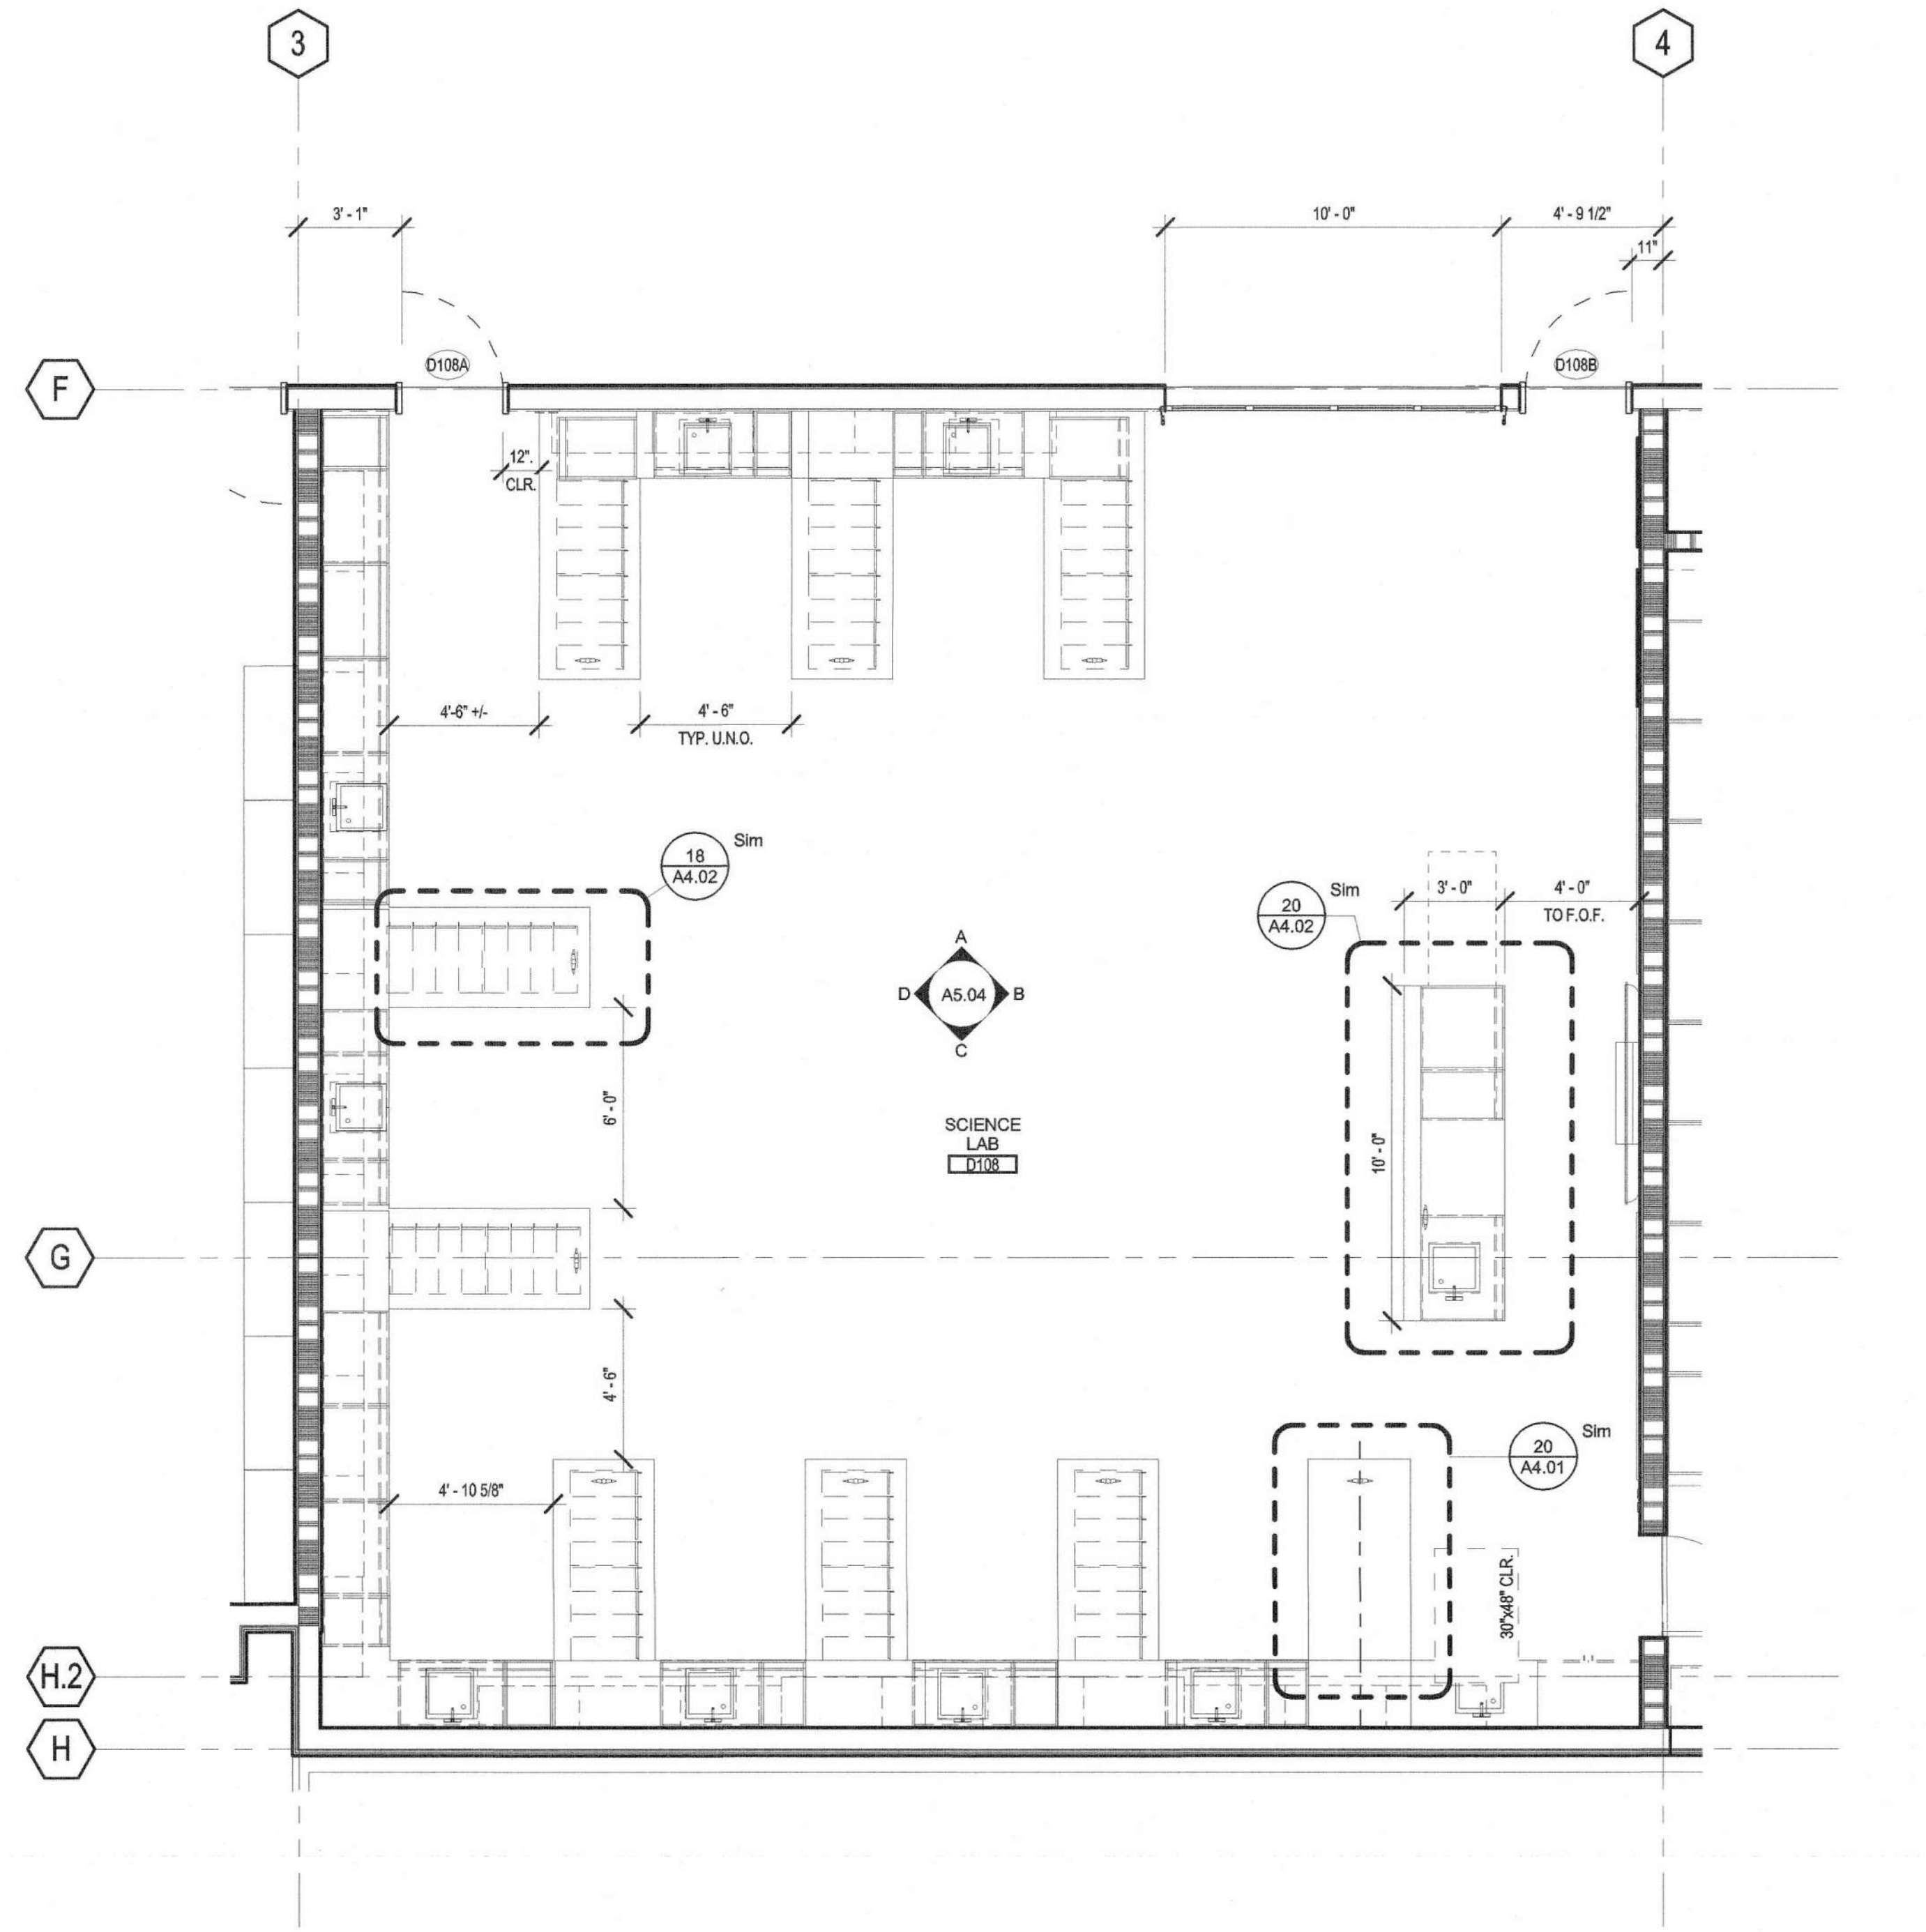 3
4
3' - 1"
10' - 0"
4' - 9 1/2"
11"
D108A
D108B
F
12"
CLR.
4'-6" +/-
4' - 6"
TYP. U.N.O.
18
A4.02
Sim
20
A4.02
Sim
3' - 0"
4' - 0"
TO F.O.F.
A
D
A5.04
B
C
6' - 0"
SCIENCE
LAB
D108
10' - 0"
G
4' - 6"
20
A4.01
Sim
4' - 10 5/8"
30"x48" CLR.
H.2
H